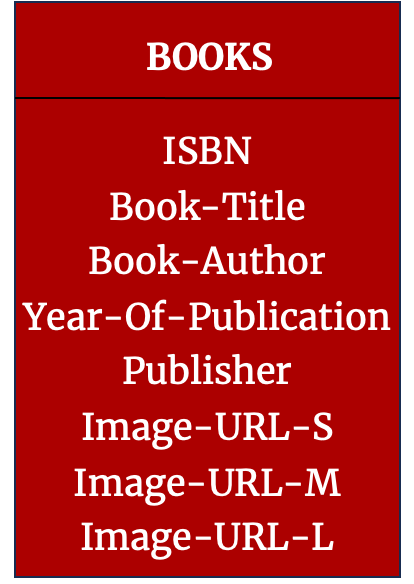 BOOKS
ISBN
Book-Title
Book-Author
Year-Of-Publication
Publisher
Image-URL-S
Image-URL-M
Image-URL-L